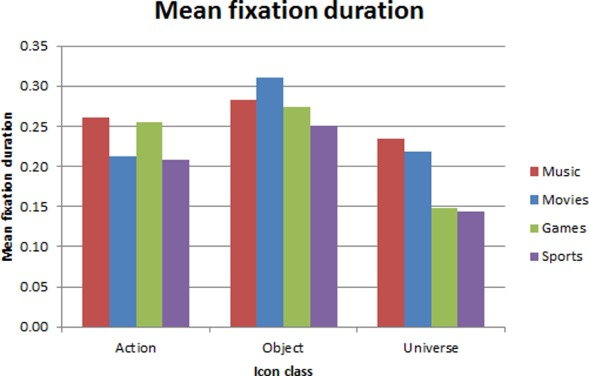 Mean fixation duration
0.35
0.30
0.25
0.20
0.15
0.10
0.05
0.00
Mean fixation duration
Action
Object
Universe
Icon class
Music
Movies
Games
Sports